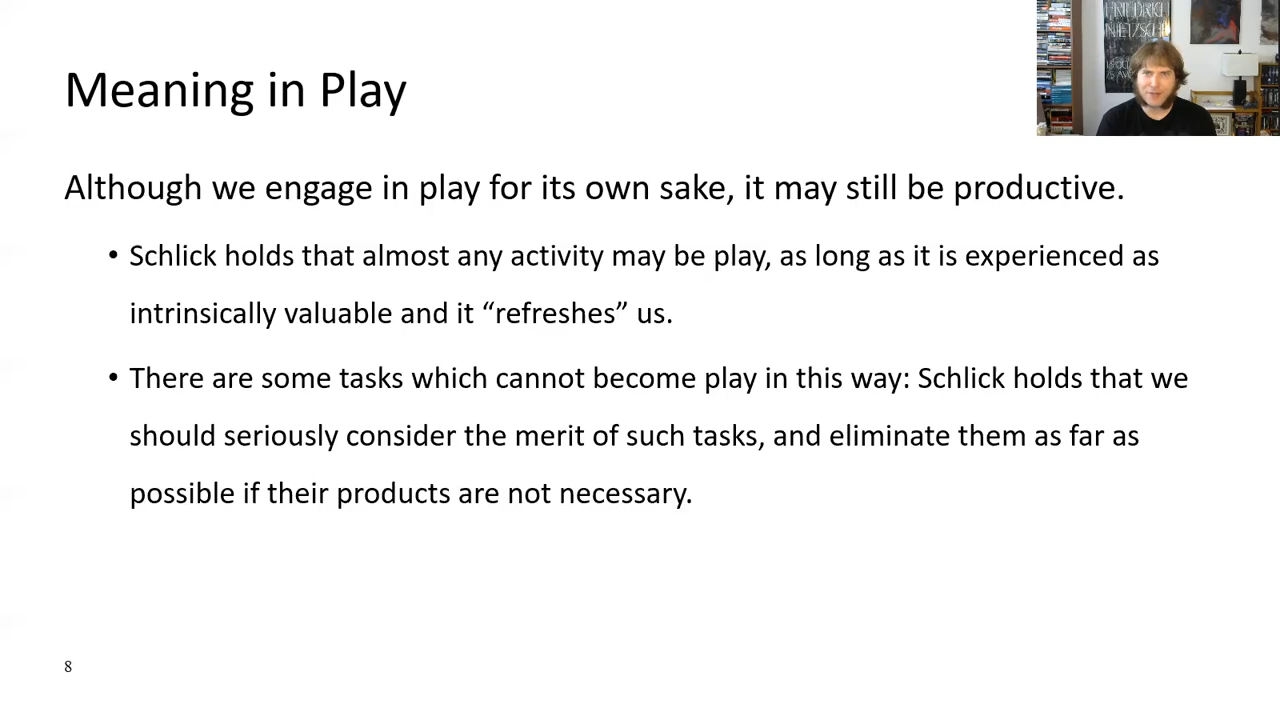 FRIEDRICH
NIETZSCHE
Meaning in Play
Although we engage in play for its own sake, it may still be productive.
• Schlick holds that almost any activity may be play, as long as it is experienced as
intrinsically valuable and it “refreshes” us.
• There are some tasks which cannot become play in this way: Schlick holds that we
should seriously consider the merit of such tasks, and eliminate them as far as
possible if their products are not necessary.
8